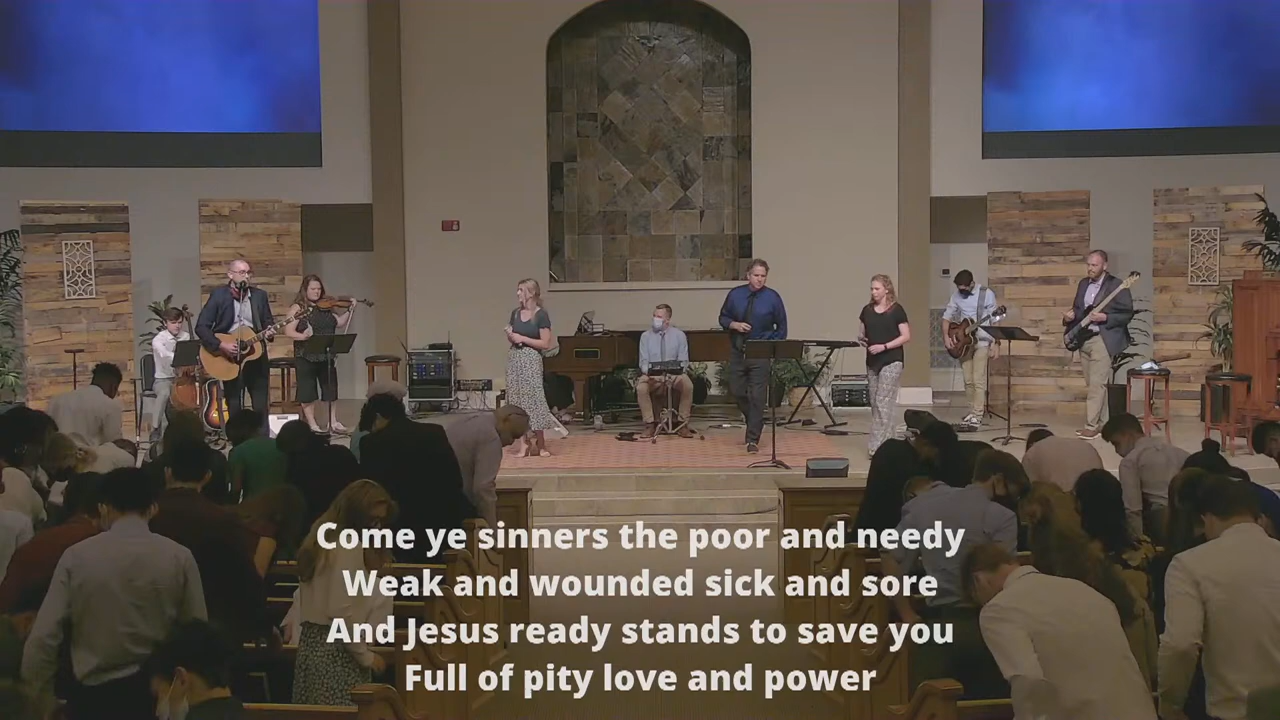 Come ye sinners the poor and needy
Weak and wounded sick and sore
And Jesus ready stands to save you
Full of pity love and power